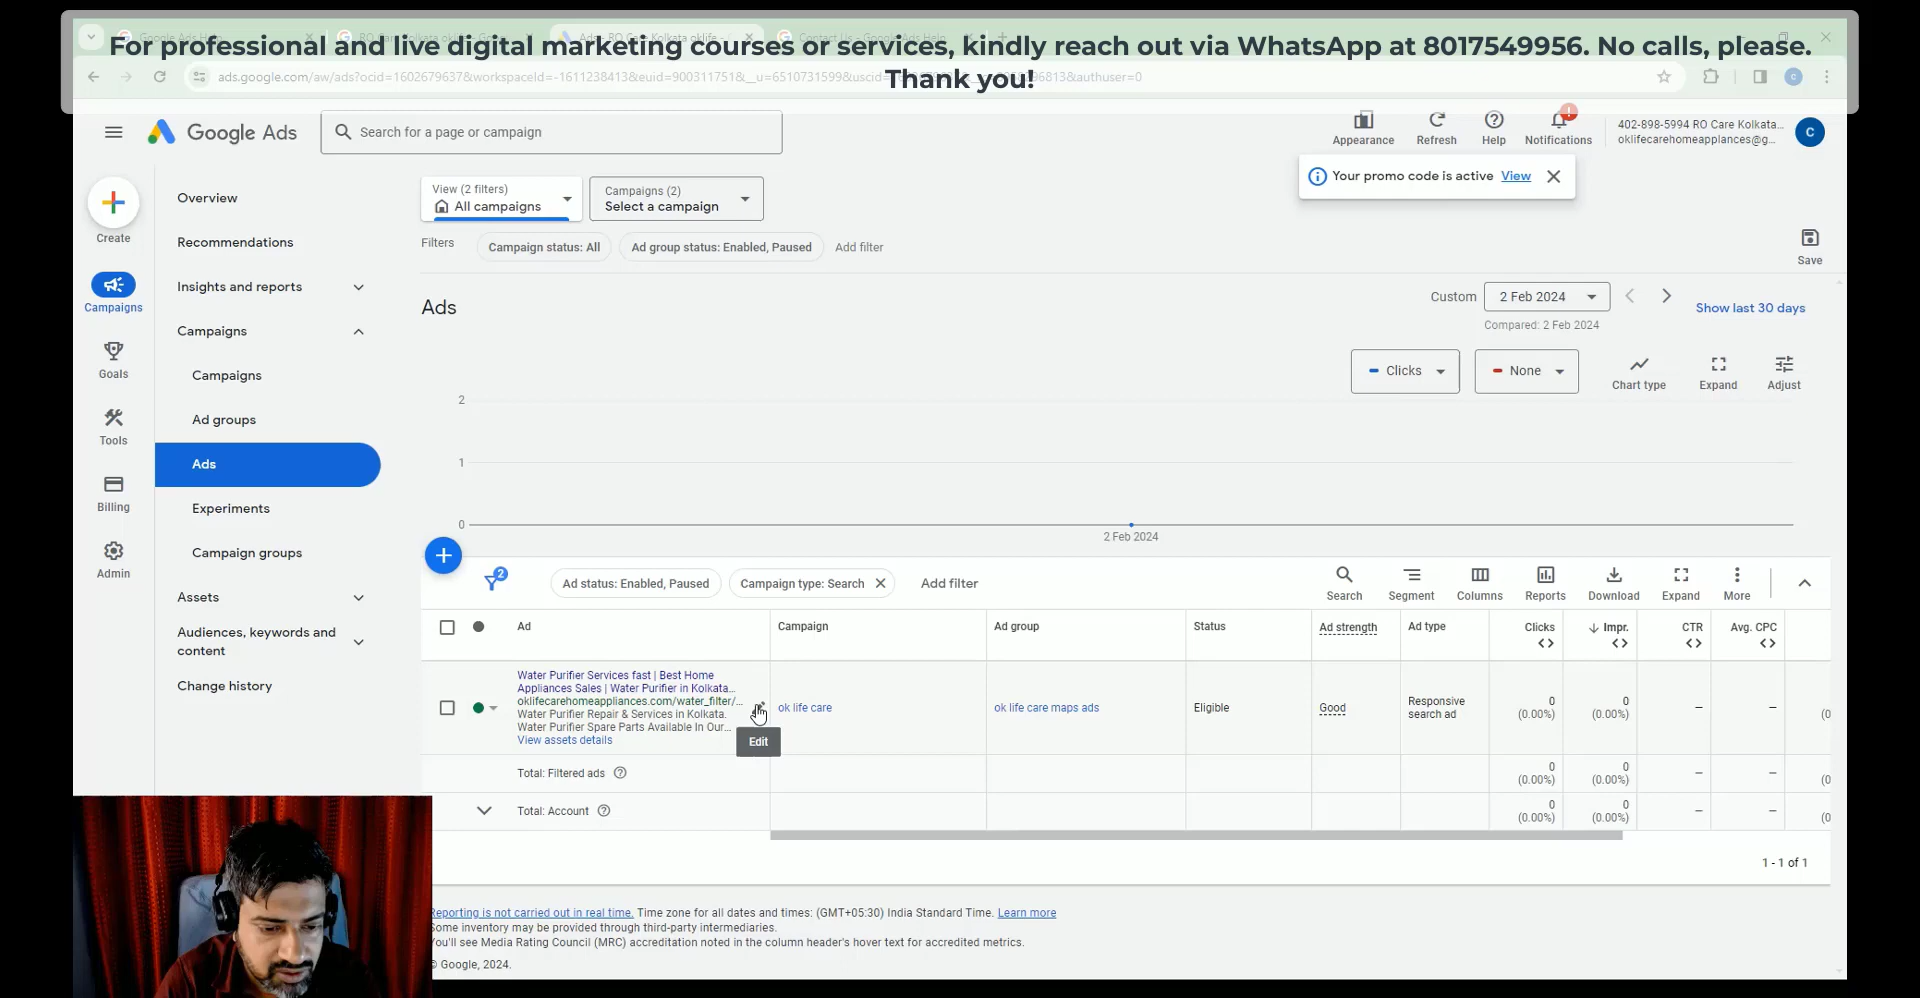 For professional and live digital marketing courses or services, kindly reach out via WhatsApp at 8017549956. No calls, please.
Thank you!
ads.google.com/aw/ads?ocid=1602679637&workspaceId=-1611238413&euid=900311751&__u=6510731599&uscid=
96813&authuser=0
Google Ads
Search for a page or campaign
Appearance
Refresh
Help
Notifications
402-898-5994 RO Care Kolkata...
oklifecarehomeappliances@g...
C
Your promo code is active View
Create
Campaigns
Goals
Tools
Billing
Admin
Overview
Recommendations
Insights and reports
Campaigns
Campaigns
Ad groups
Ads
Experiments
Campaign groups
Assets
Audiences, keywords and
content
Change history
View (2 filters)
All campaigns
Campaigns (2)
Select a campaign
Filters
Campaign status: All
Ad group status: Enabled, Paused
Add filter
Save
Ads
Custom
2 Feb 2024
Compared: 2 Feb 2024
Show last 30 days
Clicks
None
Chart type
Expand
Adjust
2
1
0
2 Feb 2024
2
Ad status: Enabled, Paused
Campaign type: Search
Add filter
Search
Segment
Columns
Reports
Download
Expand
More
Ad
Campaign
Ad group
Status
Ad strength
Ad type
Clicks
Impr.
CTR
Avg. CPC
Water Purifier Services fast | Best Home
Appliances Sales | Water Purifier in Kolkata...
oklifecarehomeappliances.com/water_filter/...
Water Purifier Repair & Services in Kolkata.
Water Purifier Spare Parts Available In Our...
View assets details
Edit
ok life care
ok life care maps ads
Eligible
Good
Responsive
search ad
0
(0.00%)
0
(0.00%)
–
–
(0
Total: Filtered ads
0
(0.00%)
0
(0.00%)
–
–
(0
Total: Account
0
(0.00%)
0
(0.00%)
–
–
(0
1 - 1 of 1
Reporting is not carried out in real time. Time zone for all dates and times: (GMT+05:30) India Standard Time. Learn more
Some inventory may be provided through third-party intermediaries.
You'll see Media Rating Council (MRC) accreditation noted in the column header's hover text for accredited metrics.
© Google, 2024.